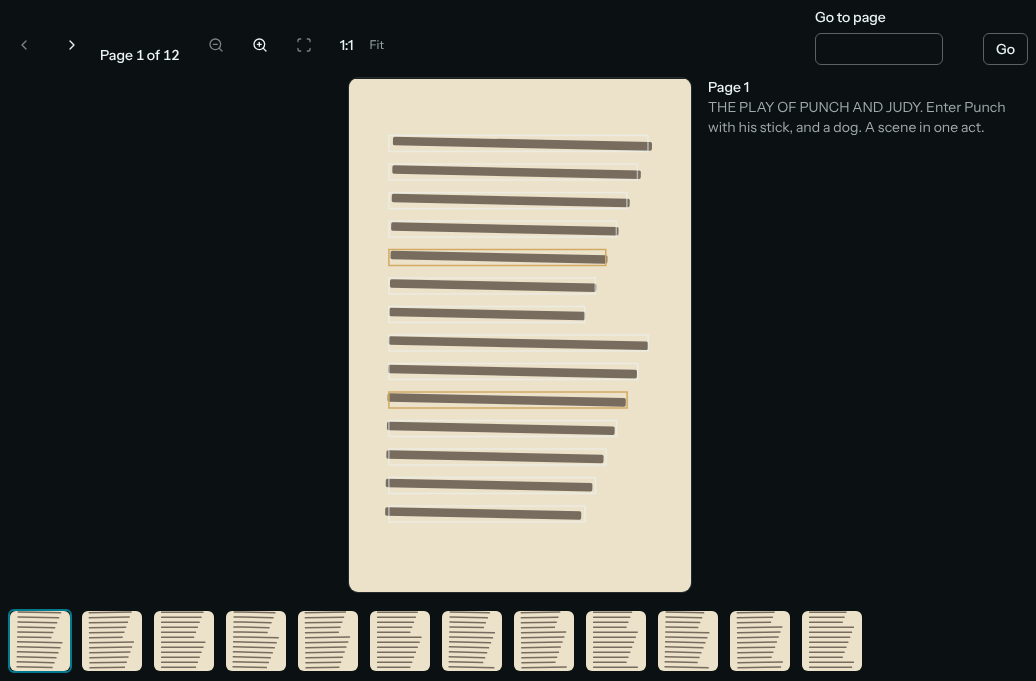 Go to page
Page 1 of 12
1:1
Fit
Go
Page 1
THE PLAY OF PUNCH AND JUDY. Enter Punch
with his stick, and a dog. A scene in one act.